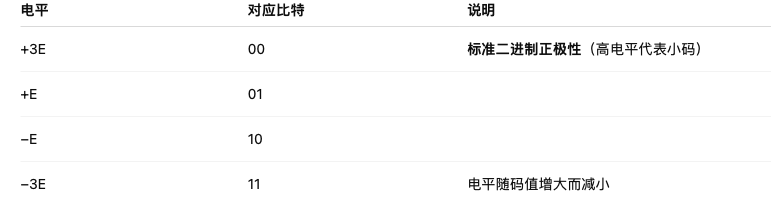 电平 对应比特 说明
+3E 00 标准二进制正极性（高电平代表小码）
+E 01
−E 10
−3E 11 电平随码值增大而减小